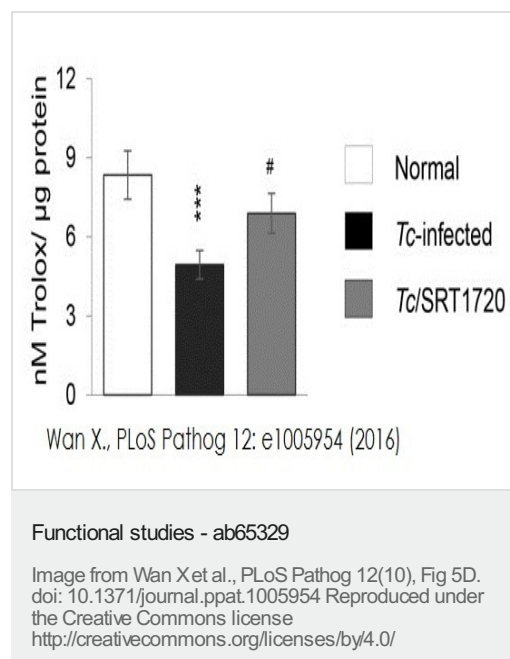 nM Trolox/ µg protein
12
9
6
3
0
***
#
Normal
Tc-infected
Tc/SRT1720
Wan X., PLoS Pathog 12: e1005954 (2016)
Functional studies - ab65329
Image from Wan X et al., PLoS Pathog 12(10), Fig 5D.
doi: 10.1371/journal.ppat.1005954 Reproduced under
the Creative Commons license
http://creativecommons.org/licenses/by/4.0/